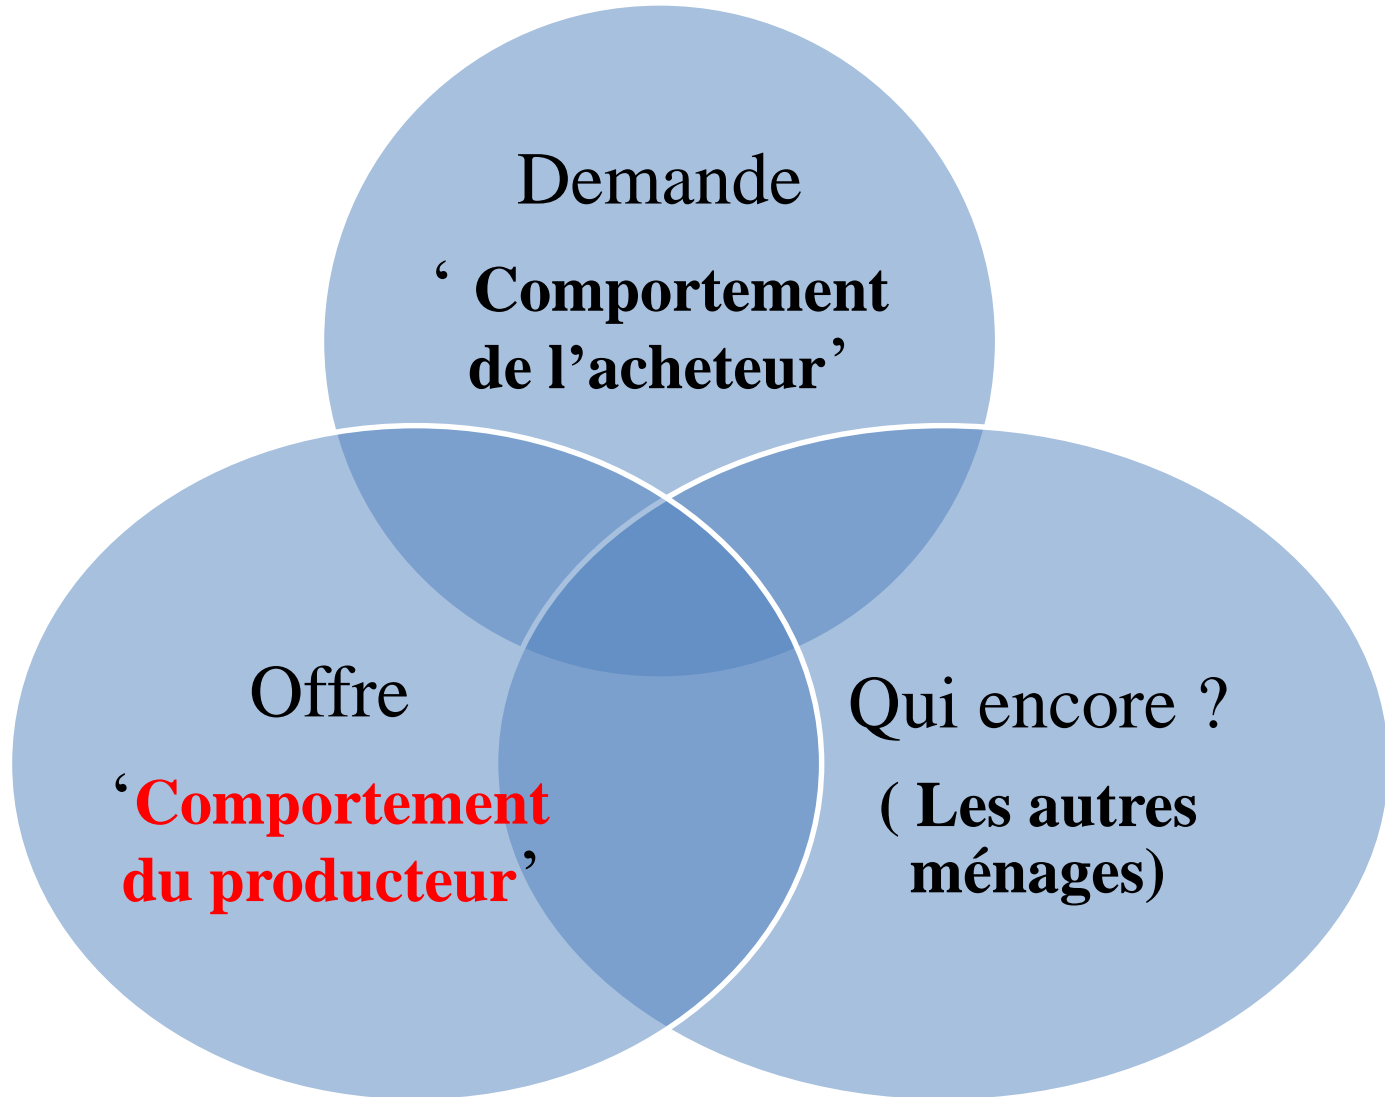 Demande
‘ Comportement
de l’acheteur’
Offre
‘Comportement
du producteur’
Qui encore ?
( Les autres
ménages)